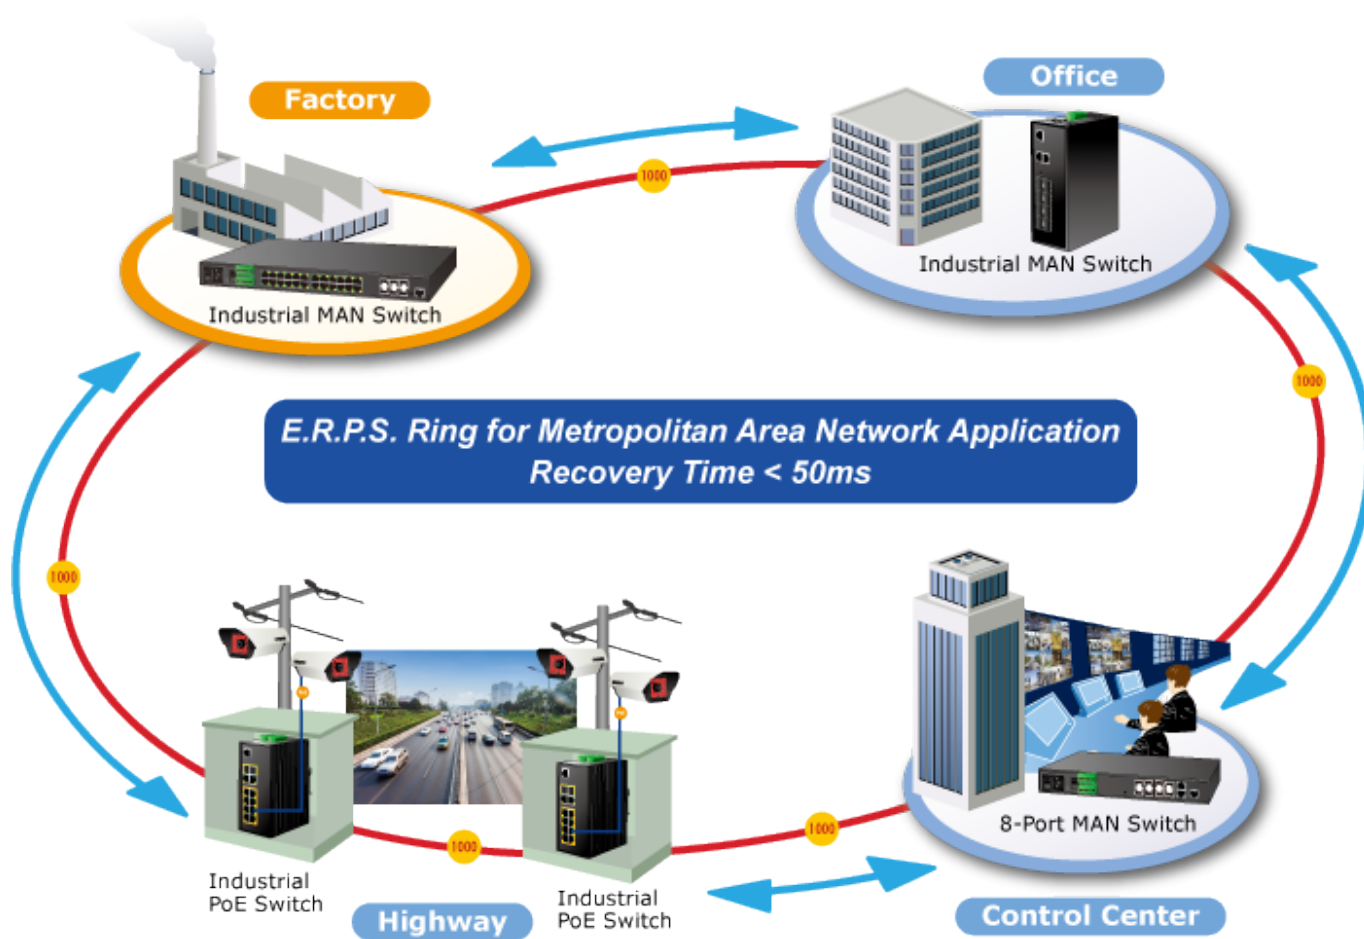 Office
Factory
1000
Industrial MAN Switch
Industrial MAN Switch
1000
E.R.P.S. Ring for Metropolitan Area Network Application
Recovery Time < 50ms
1000
8-Port MAN Switch
1000
1000
Industrial
PoE Switch
Highway
Industrial
PoE Switch
Control Center